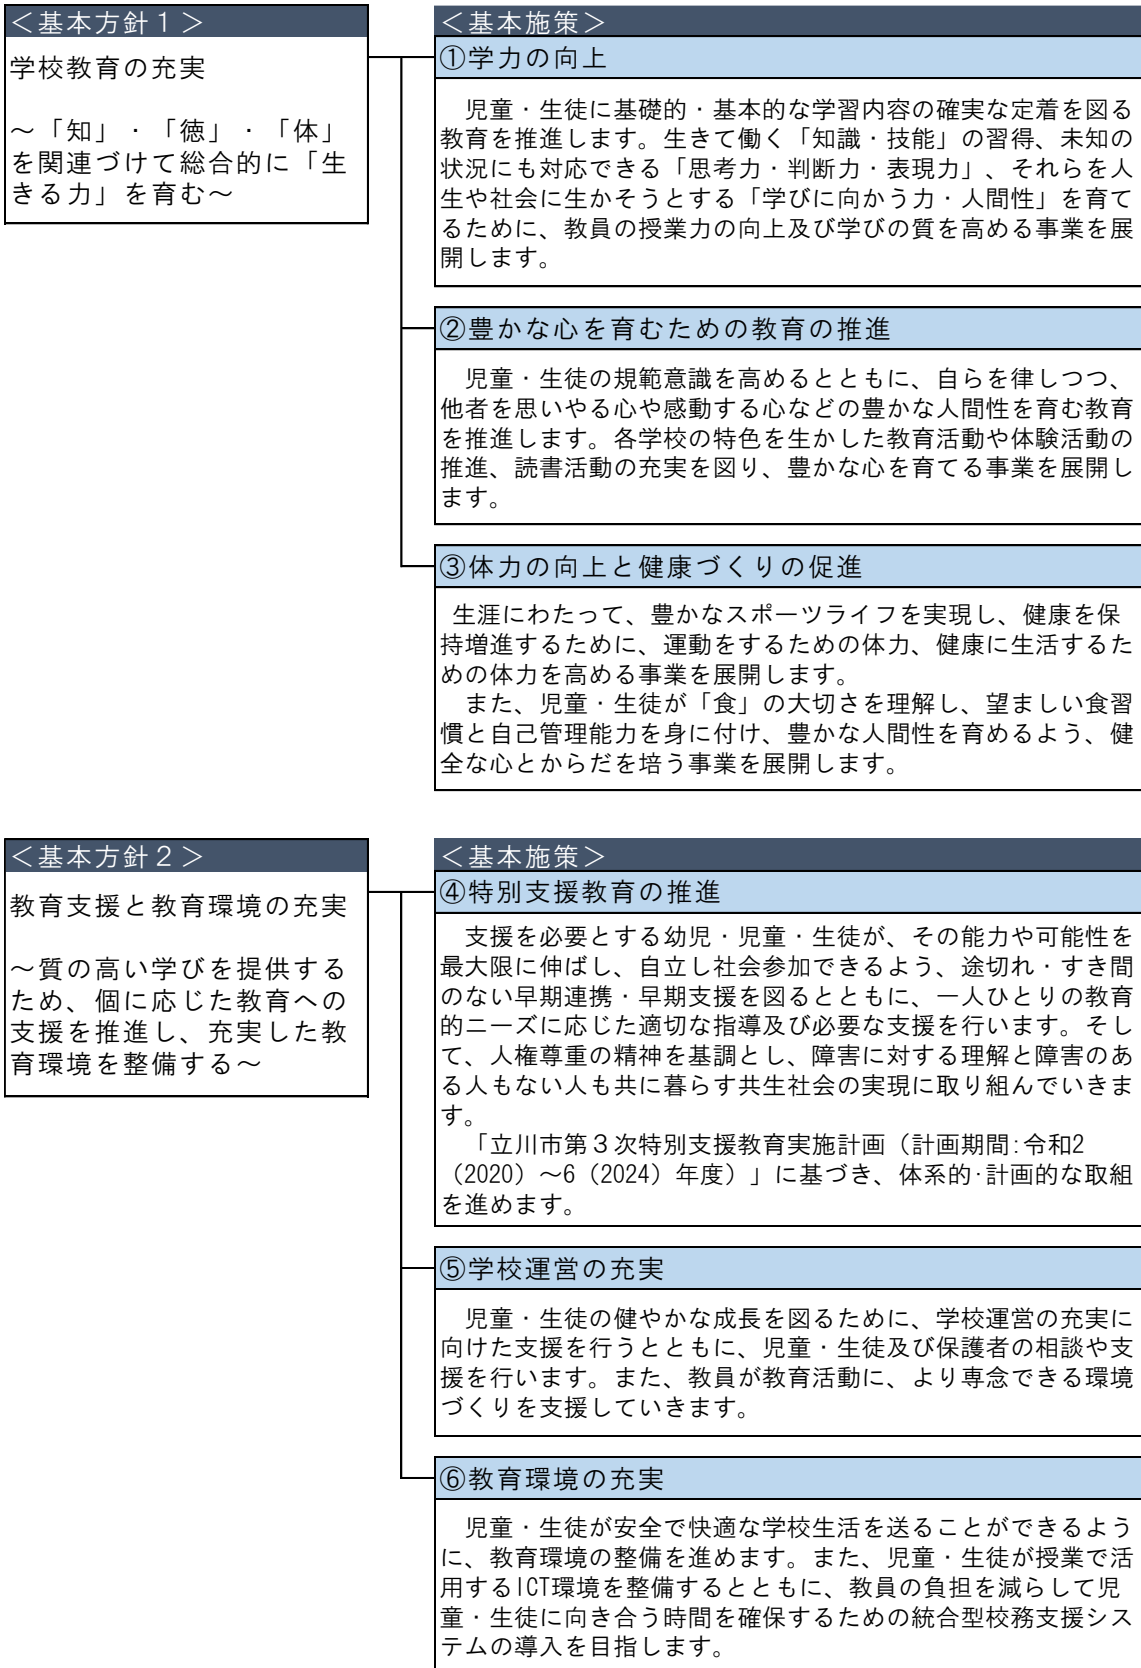 ＜基本方針１＞
学校教育の充実
～「知」・「徳」・「体」
を関連づけて総合的に「生
きる力」を育む～
＜基本施策＞
①学力の向上
児童・生徒に基礎的・基本的な学習内容の確実な定着を図る
教育を推進します。生きて働く「知識・技能」の習得、未知の
状況にも対応できる「思考力・判断力・表現力」、それらを人
生や社会に生かそうとする「学びに向かう力・人間性」を育て
るために、教員の授業力の向上及び学びの質を高める事業を展
開します。
②豊かな心を育むための教育の推進
児童・生徒の規範意識を高めるとともに、自らを律しつつ、
他者を思いやる心や感動する心などの豊かな人間性を育む教育
を推進します。各学校の特色を生かした教育活動や体験活動の
推進、読書活動の充実を図り、豊かな心を育てる事業を展開し
ます。
③体力の向上と健康づくりの促進
生涯にわたって、豊かなスポーツライフを実現し、健康を保
持増進するために、運動をするための体力、健康に生活するた
めの体力を高める事業を展開します。
また、児童・生徒が「食」の大切さを理解し、望ましい食習
慣と自己管理能力を身に付け、豊かな人間性を育めるよう、健
全な心とからだを培う事業を展開します。
＜基本方針２＞
教育支援と教育環境の充実
～質の高い学びを提供する
ため、個に応じた教育への
支援を推進し、充実した教
育環境を整備する～
＜基本施策＞
④特別支援教育の推進
支援を必要とする幼児・児童・生徒が、その能力や可能性を
最大限に伸ばし、自立し社会参加できるよう、途切れ・すき間
のない早期連携・早期支援を図るとともに、一人ひとりの教育
的ニーズに応じた適切な指導及び必要な支援を行います。そし
て、人権尊重の精神を基調とし、障害に対する理解と障害のあ
る人もない人も共に暮らす共生社会の実現に取り組んでいきま
す。
「立川市第３次特別支援教育実施計画（計画期間:令和2
（2020）～6（2024）年度）」に基づき、体系的･計画的な取組
を進めます。
⑤学校運営の充実
児童・生徒の健やかな成長を図るために、学校運営の充実に
向けた支援を行うとともに、児童・生徒及び保護者の相談や支
援を行います。また、教員が教育活動に、より専念できる環境
づくりを支援していきます。
⑥教育環境の充実
児童・生徒が安全で快適な学校生活を送ることができるよう
に、教育環境の整備を進めます。また、児童・生徒が授業で活
用するICT環境を整備するとともに、教員の負担を減らして児
童・生徒に向き合う時間を確保するための統合型校務支援シス
テムの導入を目指します。